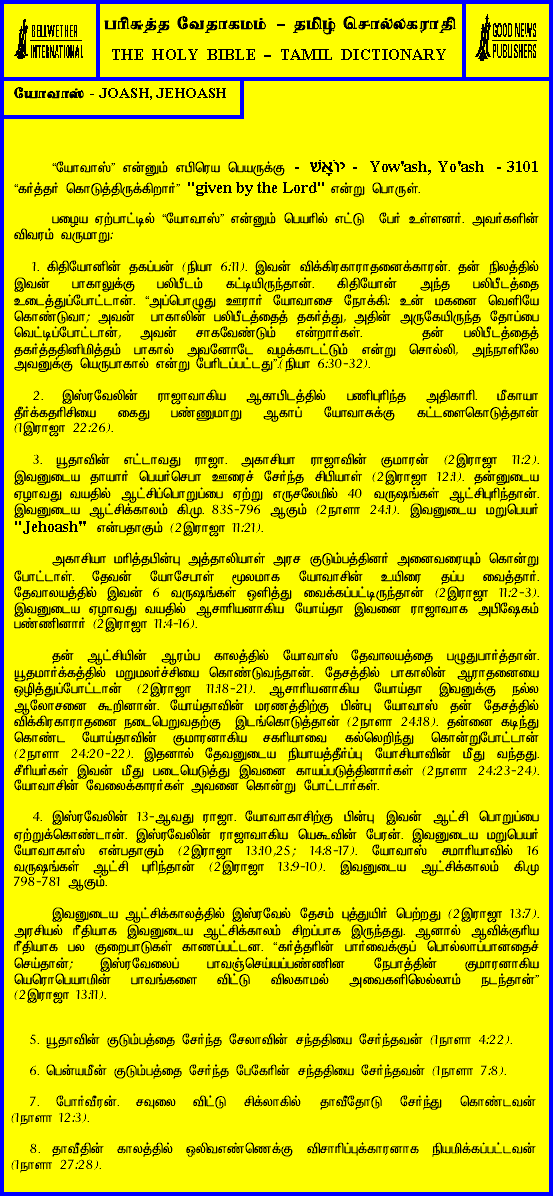 BELLWETHER
INTERNATIONAL
பரிசுத்த வேதாகமம் – தமிழ் சொல்லகராதி
THE HOLY BIBLE – TAMIL DICTIONARY
GOOD NEWS
PUBLISHERS
யோவாஸ் - JOASH, JEHOASH
“யோவாஸ்” என்னும் எபிரெய பெயருக்கு - יוֹאָשׁ - Yow'ash, Yo'ash - 3101
“கர்த்தர் கொடுத்திருக்கிறார்” "given by the Lord" என்று பொருள்.
பழைய ஏற்பாட்டில் “யோவாஸ்” என்னும் பெயரில் எட்டு பேர் உள்ளனர். அவர்களின்
விவரம் வருமாறு:
1. கிதியோனின் தகப்பன் (நியா 6:11). இவன் விக்கிரகாராதனைக்காரன். தன் நிலத்தில்
இவன் பாகாலுக்கு பலிபீடம் கட்டியிருந்தான். கிதியோன் அந்த பலிபீடத்தை
உடைத்துப்போட்டான். “அப்பொழுது ஊரார் யோவாசை நோக்கி: உன் மகனை வெளியே
கொண்டுவா; அவன் பாகாலின் பலிபீடத்தைத் தகர்த்து, அதின் அருகேயிருந்த தோப்பை
வெட்டிப்போட்டான், அவன் சாகவேண்டும் என்றார்கள். தன் பலிபீடத்தைத்
தகர்த்ததினிமித்தம் பாகால் அவனோடே வழக்காடட்டும் என்று சொல்லி, அந்நாளிலே
அவனுக்கு யெருபாகால் என்று பேரிடப்பட்டது”.(நியா 6:30-32).
2. இஸ்ரவேலின் ராஜாவாகிய ஆகாபிடத்தில் பணிபுரிந்த அதிகாரி. மீகாயா
தீர்க்கதரிசியை கைது பண்ணுமாறு ஆகாப் யோவாசுக்கு கட்டளைகொடுத்தான்
(1இராஜா 22:26).
3. யூதாவின் எட்டாவது ராஜா. அகாசியா ராஜாவின் குமாரன் (2இராஜா 11:2).
இவனுடைய தாயார் பெயர்செபா ஊரைச் சேர்ந்த சிபியாள் (2இராஜா 12:1). தன்னுடைய
ஏழாவது வயதில் ஆட்சிப்பொறுப்பை ஏற்று எருசலேமில் 40 வருஷங்கள் ஆட்சிபுரிந்தான்.
இவனுடைய ஆட்சிக்காலம் கி.மு. 835-796 ஆகும் (2நாளா 24:1). இவனுடைய மறுபெயர்
"Jehoash" என்பதாகும் (2இராஜா 11:21).
அகாசியா மரித்தபின்பு அத்தாலியாள் அரச குடும்பத்தினர் அனைவரையும் கொன்று
போட்டாள். தேவன் யோசேபாள் மூலமாக யோவாசின் உயிரை தப்ப வைத்தார்.
தேவாலயத்தில் இவன் 6 வருஷங்கள் ஒளித்து வைக்கப்பட்டிருந்தான் (2இராஜா 11:2-3).
இவனுடைய ஏழாவது வயதில் ஆசாரியனாகிய யோய்தா இவனை ராஜாவாக அபிஷேகம்
பண்ணினார் (2இராஜா 11:4-16).
தன் ஆட்சியின் ஆரம்ப காலத்தில் யோவாஸ் தேவாலயத்தை பழுதுபார்த்தான்.
யூதமார்க்கத்தில் மறுமலர்ச்சியை கொண்டுவந்தான். தேசத்தில் பாகாலின் ஆராதனையை
ஒழித்துப்போட்டான் (2இராஜா 11:18-21). ஆசாரியனாகிய யோய்தா இவனுக்கு நல்ல
ஆலோசனை கூறினான். யோய்தாவின் மரணத்திற்கு பின்பு யோவாஸ் தன் தேசத்தில்
விக்கிரகாராதனை நடைபெறுவதற்கு இடங்கொடுத்தான் (2நாளா 24:18). தன்னை கடிந்து
கொண்ட யோய்தாவின் குமாரனாகிய சகரியாவை கல்லெறிந்து கொன்றுபோட்டான்
(2நாளா 24:20-22). இதனால் தேவனுடைய நியாயத்தீர்ப்பு யோசியாவின் மீது வந்தது.
சீரியர்கள் இவன் மீது படையெடுத்து இவனை காயப்படுத்தினார்கள் (2நாளா 24:23-24).
யோவாசின் வேலைக்காரர்கள் அவனை கொன்று போட்டார்கள்.
4. இஸ்ரவேலின் 13-ஆவது ராஜா. யோவாகாசிற்கு பின்பு இவன் ஆட்சி பொறுப்பை
ஏற்றுக்கொண்டான். இஸ்ரவேலின் ராஜாவாகிய யெகூவின் பேரன். இவனுடைய மறுபெயர்
யோவாகாஸ் என்பதாகும் (2இராஜா 13:10,25; 14:8-17). யோவாஸ் சமாரியாவில் 16
வருஷங்கள் ஆட்சி புரிந்தான் (2இராஜா 13:9-10). இவனுடைய ஆட்சிக்காலம் கி.மு
798-781 ஆகும்.
இவனுடைய ஆட்சிக்காலத்தில் இஸ்ரவேல் தேசம் புத்துயிர் பெற்றது (2இராஜா 13:7).
அரசியல் ரீதியாக இவனுடைய ஆட்சிக்காலம் சிறப்பாக இருந்தது. ஆனால் ஆவிக்குரிய
ரீதியாக பல குறைபாடுகள் காணப்பட்டன. “கர்த்தரின் பார்வைக்குப் பொல்லாப்பானதைச்
செய்தான்; இஸ்ரவேலைப் பாவஞ்செய்யப்பண்ணின நேபாத்தின் குமாரனாகிய
யெரொபெயாமின் பாவங்களை விட்டு விலகாமல் அவைகளிலெல்லாம் நடந்தான்”
(2இராஜா 13:11).
5. யூதாவின் குடும்பத்தை சேர்ந்த சேலாவின் சந்ததியை சேர்ந்தவன் (1நாளா 4:22).
6. பென்யமீன் குடும்பத்தை சேர்ந்த பேகேரின் சந்ததியை சேர்ந்தவன் (1நாளா 7:8).
7. போர்வீரன். சவுலை விட்டு சிக்லாகில் தாவீதோடு சேர்ந்து கொண்டவன்
(1நாளா 12:3).
8. தாவீதின் காலத்தில் ஒலிவஎண்ணெக்கு விசாரிப்புக்காரனாக நியமிக்கப்பட்டவன்
(1நாளா 27:28).